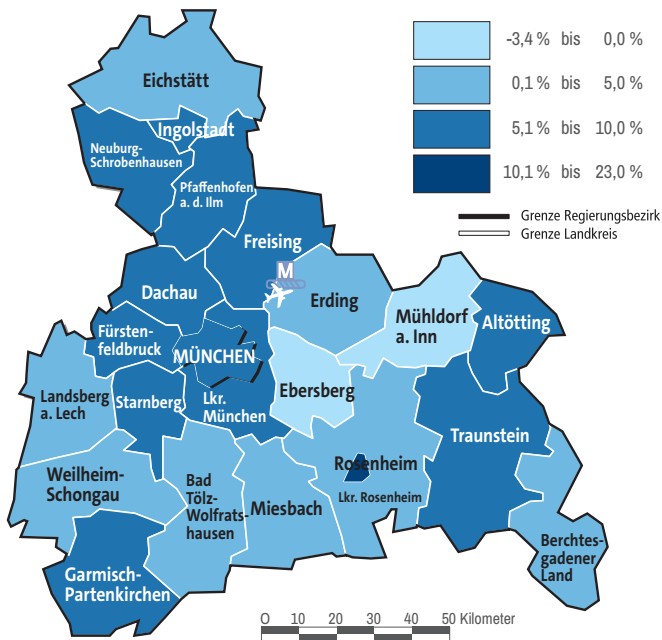 -3,4 % bis 0,0 %
0,1 % bis 5,0 %
5,1 % bis 10,0 %
10,1 % bis 23,0 %
Grenze Regierungsbezirk
Grenze Landkreis
Eichstätt
Ingolstadt
Neuburg-
Schrobenhausen
Pfaffenhofen
a. d. Ilm
Freising
M
Erding
Dachau
Mühldorf
a. Inn
Altötting
Fürsten-
feldbruck
MÜNCHEN
Ebersberg
Landsberg
a. Lech
Starnberg
Lkr.
München
Traunstein
Rosenheim
Lkr. Rosenheim
Weilheim-
Schongau
Bad
Tölz-
Wolfrats-
hausen
Miesbach
Berchtes-
gadener
Land
Garmisch-
Partenkirchen
0 10 20 30 40 50 Kilometer